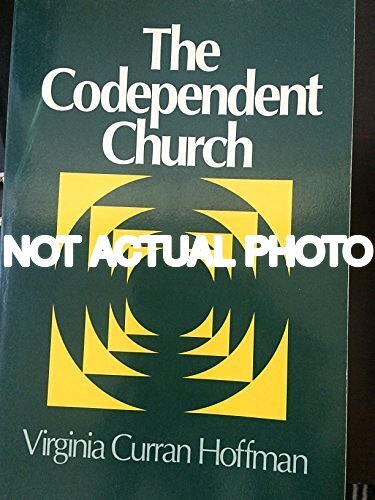 The
Codependent
Church
NOT ACTUAL PHOTO
Virginia Curran Hoffman